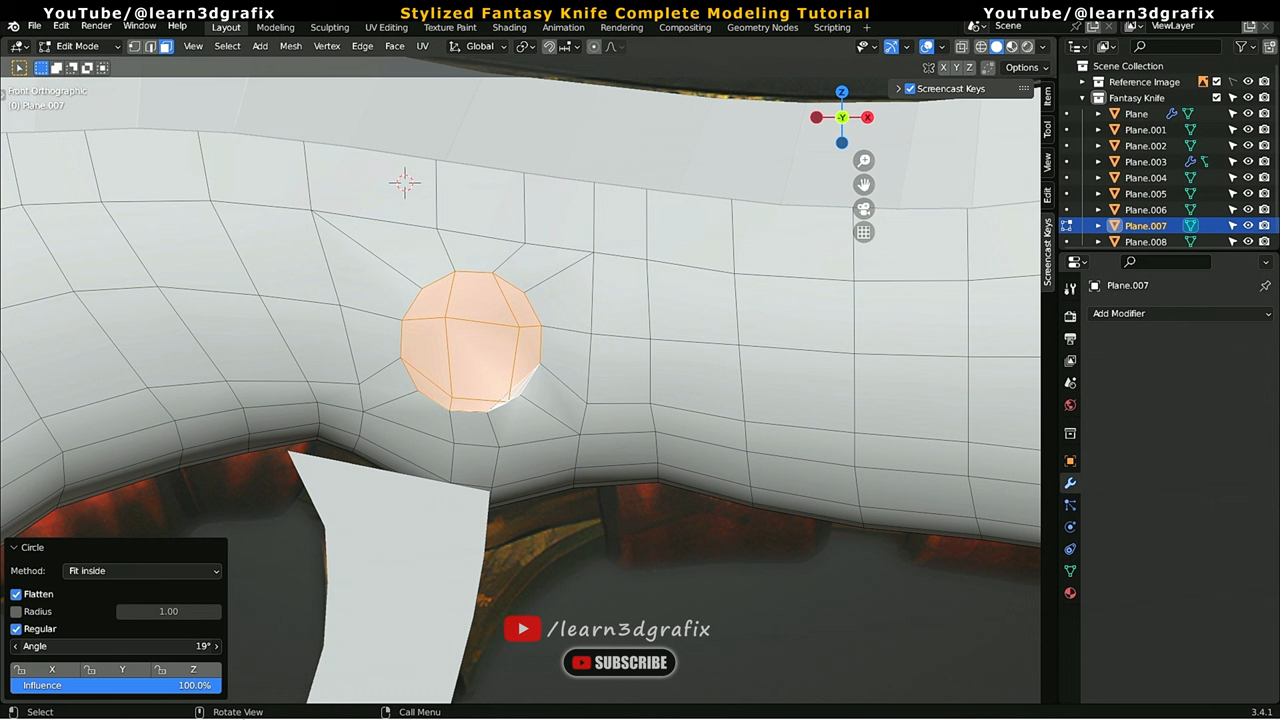 YouTube/@learn3dgrafix
Stylized Fantasy Knife Complete Modeling Tutorial
YouTube/@learn3dgrafix
File Edit Render Window Help
Layout Modeling Sculpting UV Editing Texture Paint Shading Animation Rendering Compositing Geometry Nodes Scripting +
Scene
ViewLayer
Edit Mode
View Select Add Mesh Vertex Edge Face UV
Global
X Y Z
Options
Front Orthographic
(0) Plane.007
Screencast Keys
Z
-Y
X
Item
Tool
View
Edit
Screencast Keys
Scene Collection
Reference Image
Fantasy Knife
Plane
Plane.001
Plane.002
Plane.003
Plane.004
Plane.005
Plane.006
Plane.007
Plane.008
Plane.007
Add Modifier
Circle
Method: Fit inside
Flatten
Radius 1.00
Regular
Angle 19°
X Y Z
Influence 100.0%
/learn3dgrafix
SUBSCRIBE
Select
Rotate View
Call Menu
3.4.1